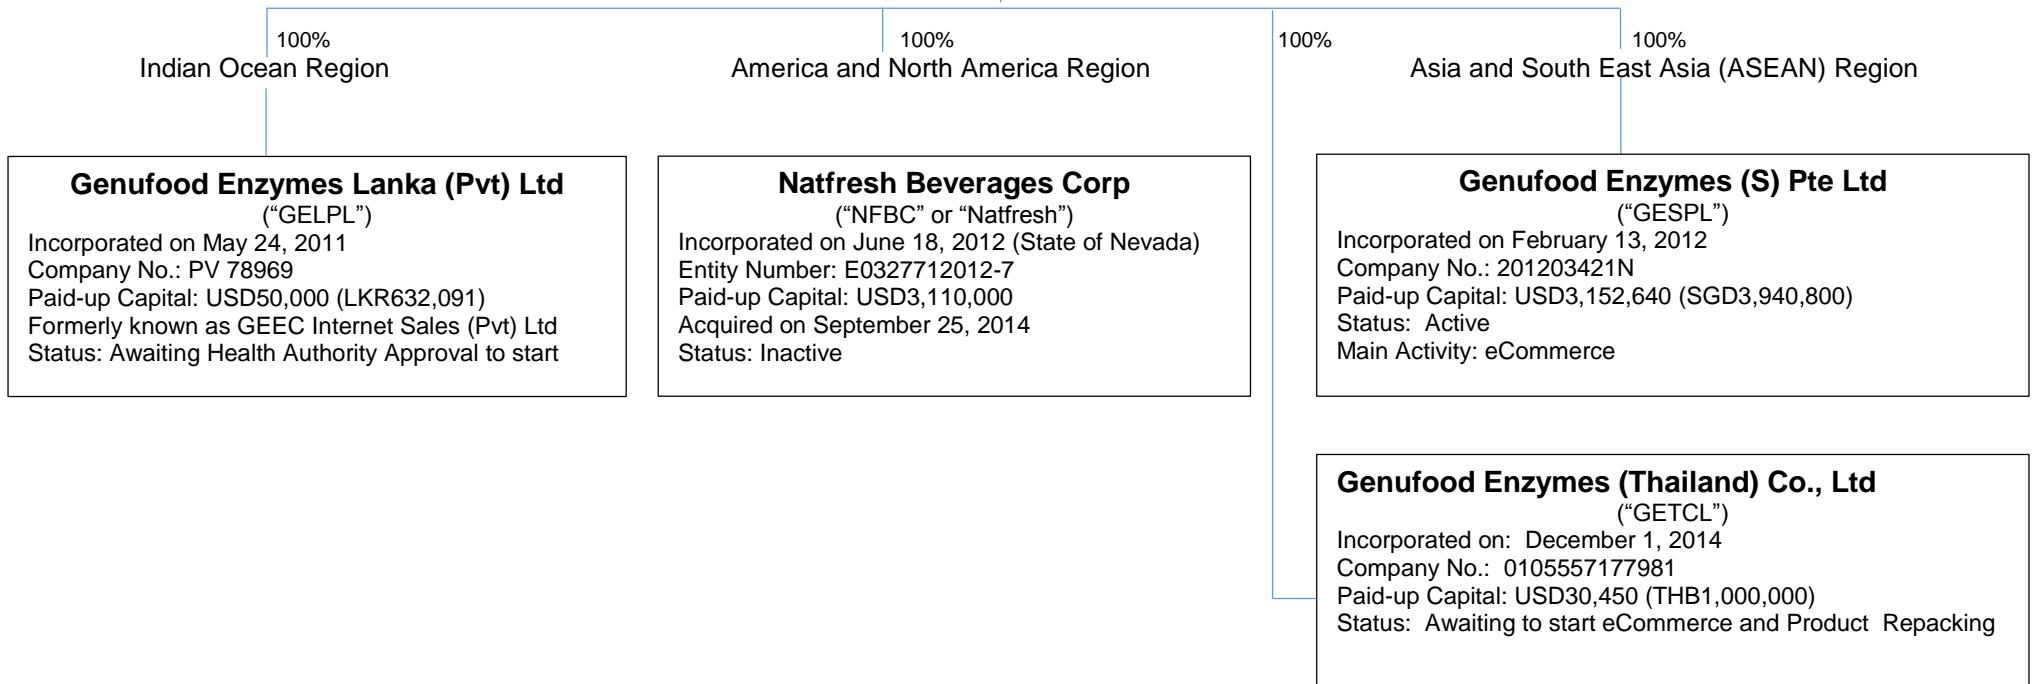 100%
Indian Ocean Region
100%
America and North America Region
100%
100%
Asia and South East Asia (ASEAN) Region
Genufood Enzymes Lanka (Pvt) Ltd
(“GELPL”)
Incorporated on May 24, 2011
Company No.: PV 78969
Paid-up Capital: USD50,000 (LKR632,091)
Formerly known as GEEC Internet Sales (Pvt) Ltd
Status: Awaiting Health Authority Approval to start
Natfresh Beverages Corp
(“NFBC” or “Natfresh”)
Incorporated on June 18, 2012 (State of Nevada)
Entity Number: E0327712012-7
Paid-up Capital: USD3,110,000
Acquired on September 25, 2014
Status: Inactive
Genufood Enzymes (S) Pte Ltd
(“GESPL”)
Incorporated on February 13, 2012
Company No.: 201203421N
Paid-up Capital: USD3,152,640 (SGD3,940,800)
Status: Active
Main Activity: eCommerce
Genufood Enzymes (Thailand) Co., Ltd
(“GETCL”)
Incorporated on: December 1, 2014
Company No.: 0105557177981
Paid-up Capital: USD30,450 (THB1,000,000)
Status: Awaiting to start eCommerce and Product Repacking